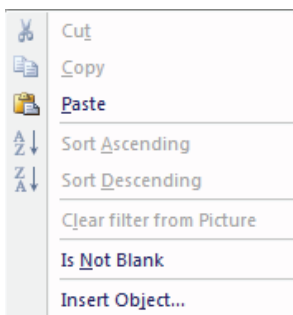 Cut
Copy
Paste
Sort Ascending
Sort Descending
Clear filter from Picture
Is Not Blank
Insert Object...